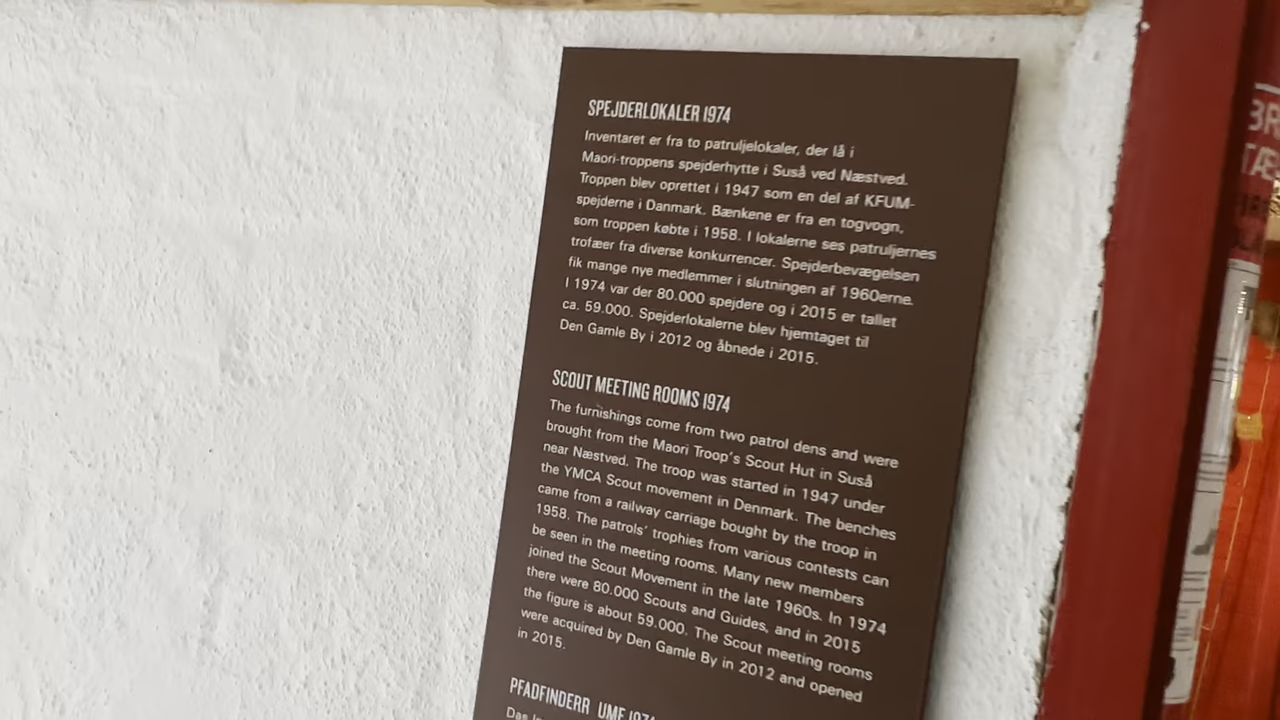 SPEJDERLOKALER 1974
Inventaret er fra to patruljelokaler, der lå i
Maori-troppens spejderhytte i Suså ved Næstved.
Troppen blev oprettet i 1947 som en del af KFUM-
spejderne i Danmark. Bænkene er fra en togvogn,
som troppen købte i 1958. I lokalerne ses patruljernes
trofæer fra diverse konkurrencer. Spejderbevægelsen
fik mange nye medlemmer i slutningen af 1960erne.
I 1974 var der 80.000 spejdere og i 2015 er tallet
ca. 59.000. Spejderlokalerne blev hjemtaget til
Den Gamle By i 2012 og åbnede i 2015.
SCOUT MEETING ROOMS 1974
The furnishings come from two patrol dens and were
brought from the Maori Troop's Scout Hut in Suså
near Næstved. The troop was started in 1947 under
the YMCA Scout movement in Denmark. The benches
came from a railway carriage bought by the troop in
1958. The patrols' trophies from various contests can
be seen in the meeting rooms. Many new members
joined the Scout Movement in the late 1960s. In 1974
there were 80.000 Scouts and Guides, and in 2015
the figure is about 59.000. The Scout meeting rooms
were acquired by Den Gamle By in 2012 and opened
in 2015.
1974
Das